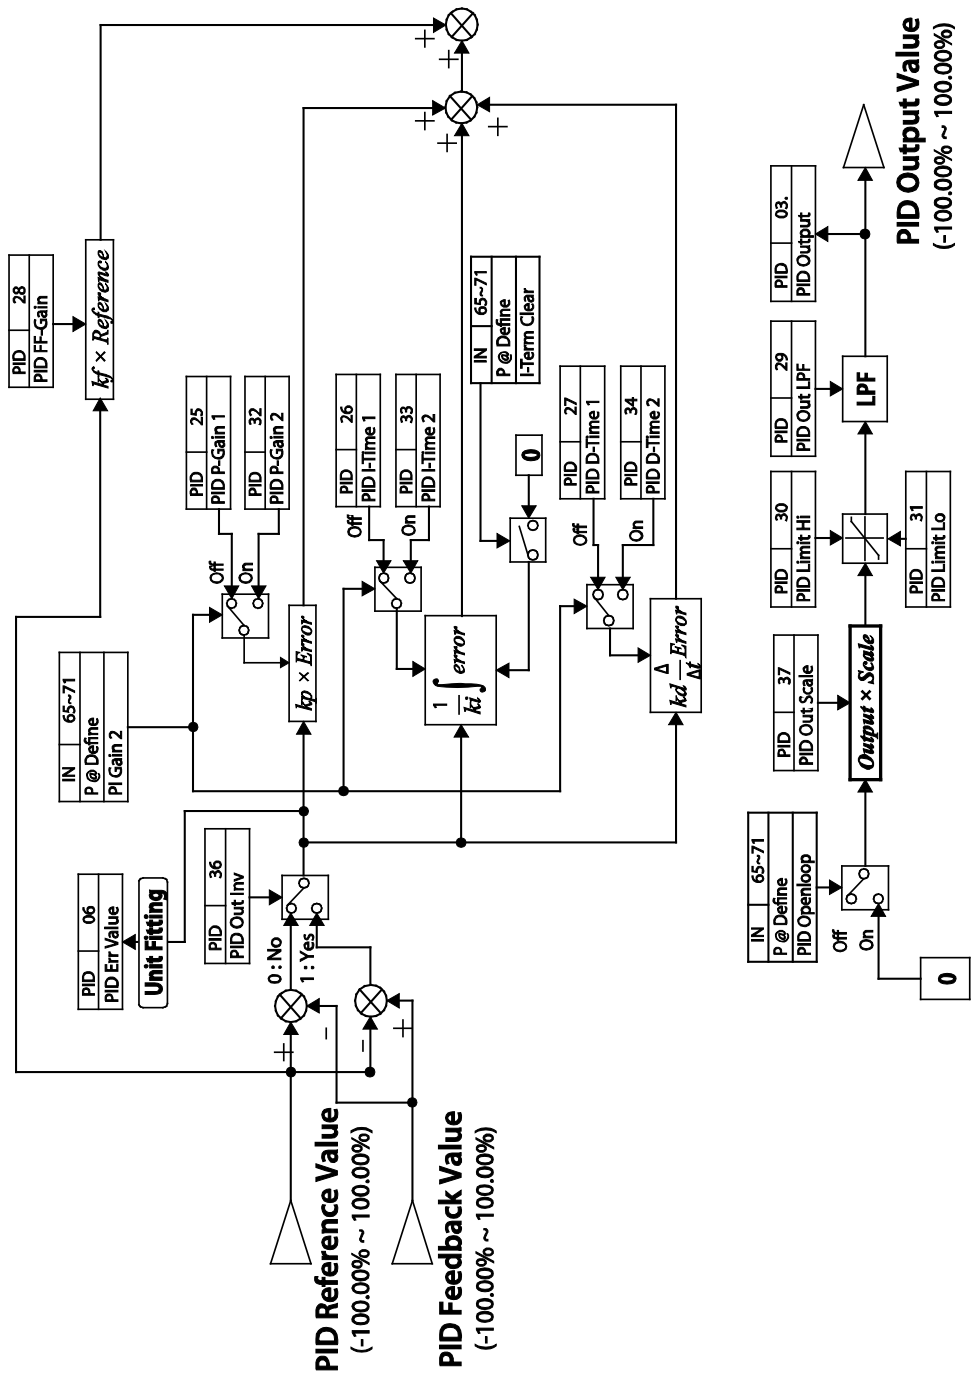 PID Reference Value
(-100.00% ~ 100.00%)
PID Feedback Value
(-100.00% ~ 100.00%)
+
-
-
+
0 : No
1 : Yes
PID 06
PID Err Value
Unit Fitting
PID 36
PID Out Inv
IN 65~71
P @ Define
PI Gain 2
PID 28
PID FF-Gain
kf × Reference
PID 25
PID P-Gain 1
PID 32
PID P-Gain 2
Off
On
kp × Error
PID 26
PID I-Time 1
PID 33
PID I-Time 2
Off
On
1
ki
∫ error
IN 65~71
P @ Define
I-Term Clear
0
PID 27
PID D-Time 1
PID 34
PID D-Time 2
Off
On
kd Δ Error
Δt
+
+
+
+
+
IN 65~71
P @ Define
PID Openloop
Off
On
0
PID 37
PID Out Scale
Output × Scale
PID 30
PID Limit Hi
PID 31
PID Limit Lo
PID 29
PID Out LPF
LPF
PID 03.
PID Output
PID Output Value
(-100.00% ~ 100.00%)